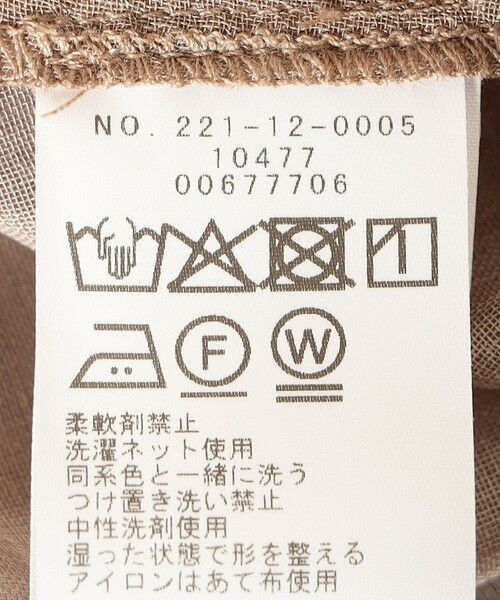 NO. 221-12-0005
10477
00677706
F W
柔軟剤禁止
洗濯ネット使用
同系色と一緒に洗う
つけ置き洗い禁止
中性洗剤使用
湿った状態で形を整える
アイロンはあて布使用